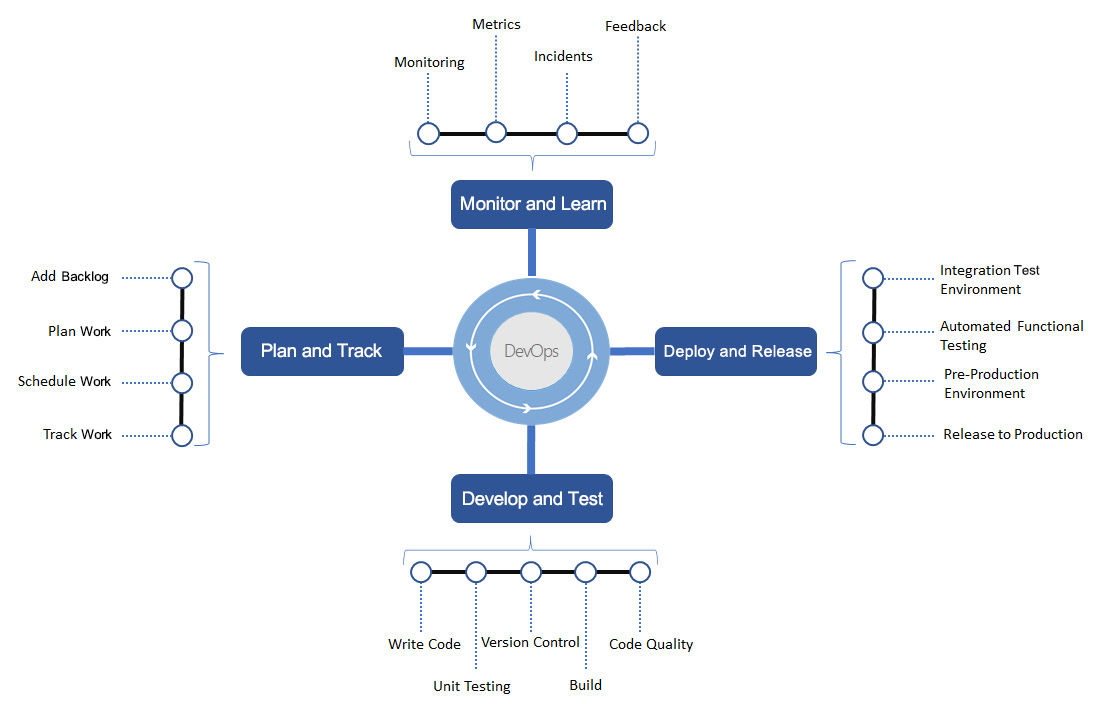 Metrics
Feedback
Monitoring
Incidents
Monitor and Learn
Add Backlog
Plan Work
Schedule Work
Track Work
Plan and Track
DevOps
Deploy and Release
Integration Test
Environment
Automated Functional
Testing
Pre-Production
Environment
Release to Production
Develop and Test
Write Code
Version Control
Code Quality
Unit Testing
Build